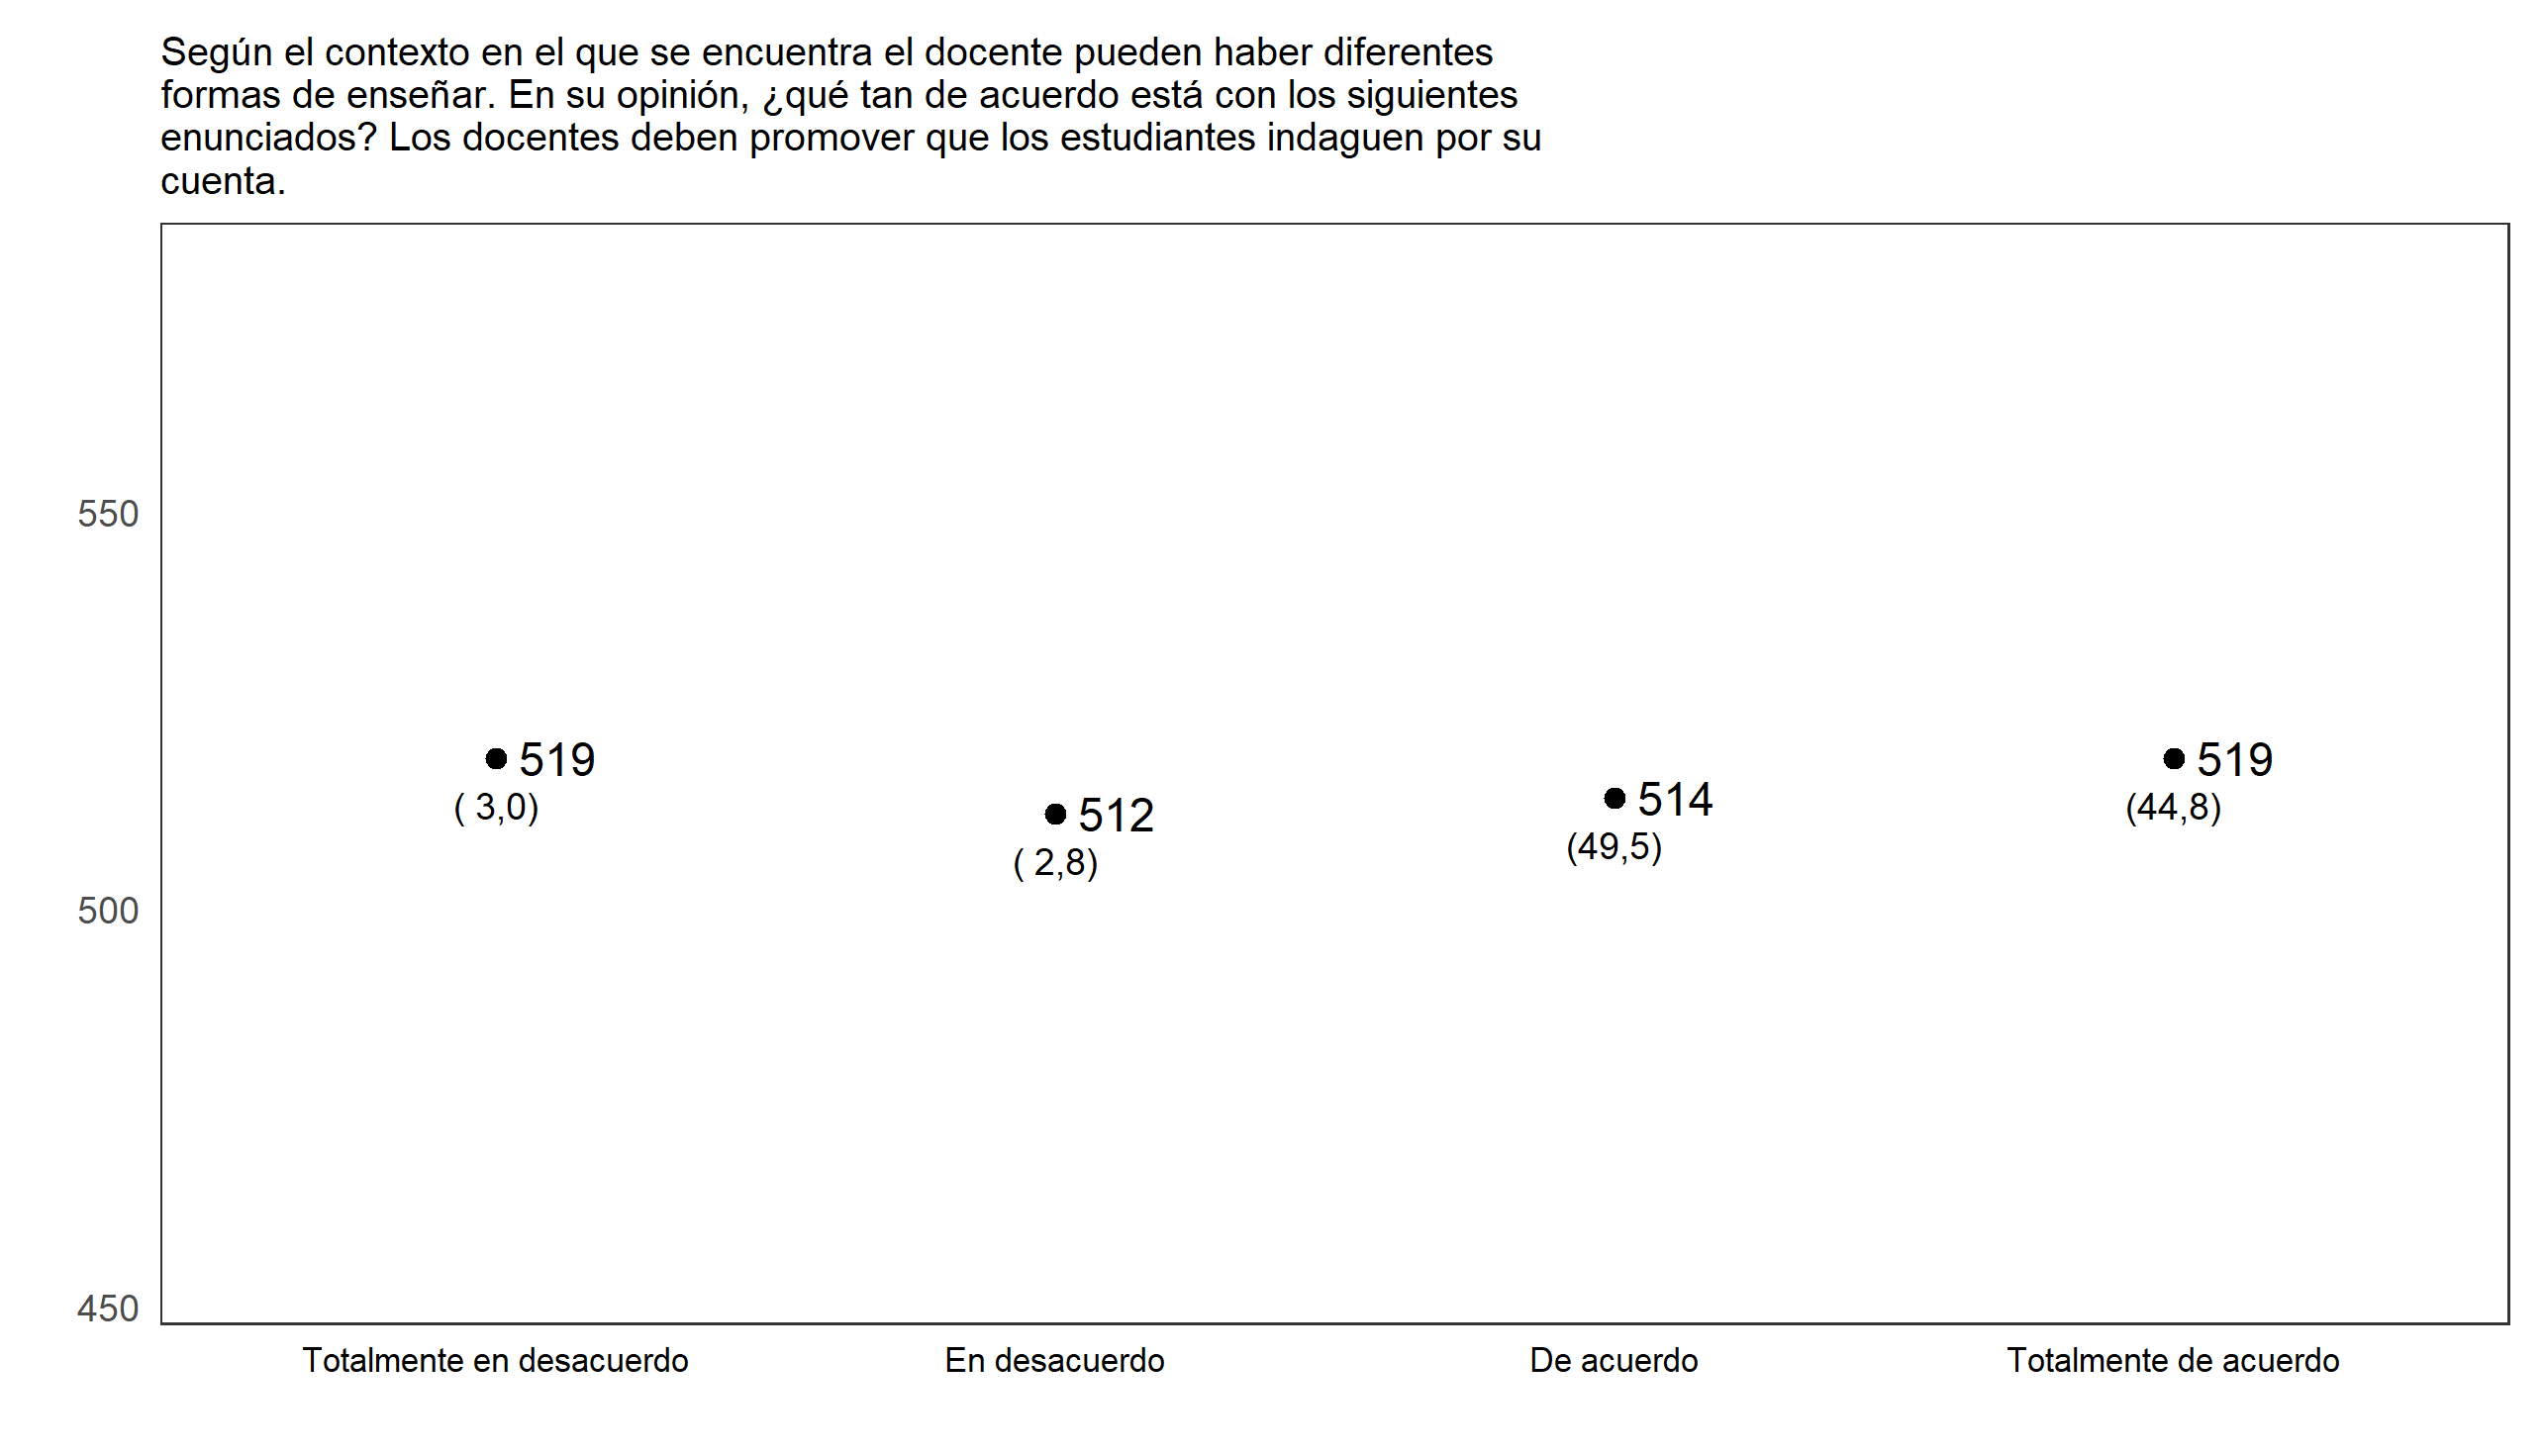 Según el contexto en el que se encuentra el docente pueden haber diferentes
formas de enseñar. En su opinión, ¿qué tan de acuerdo está con los siguientes
enunciados? Los docentes deben promover que los estudiantes indaguen por su
cuenta.
550
500
450
519
( 3,0)
512
( 2,8)
514
(49,5)
519
(44,8)
Totalmente en desacuerdo
En desacuerdo
De acuerdo
Totalmente de acuerdo